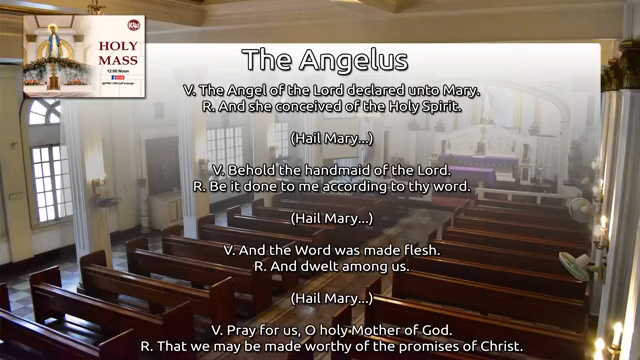 HOLY
MASS
12:00 Noon
The Angelus
V. The Angel of the Lord declared unto Mary.
R. And she conceived of the Holy Spirit.
(Hail Mary...)
V. Behold the handmaid of the Lord.
R. Be it done to me according to thy word.
(Hail Mary...)
V. And the Word was made flesh.
R. And dwelt among us.
(Hail Mary...)
V. Pray for us, O holy Mother of God.
R. That we may be made worthy of the promises of Christ.